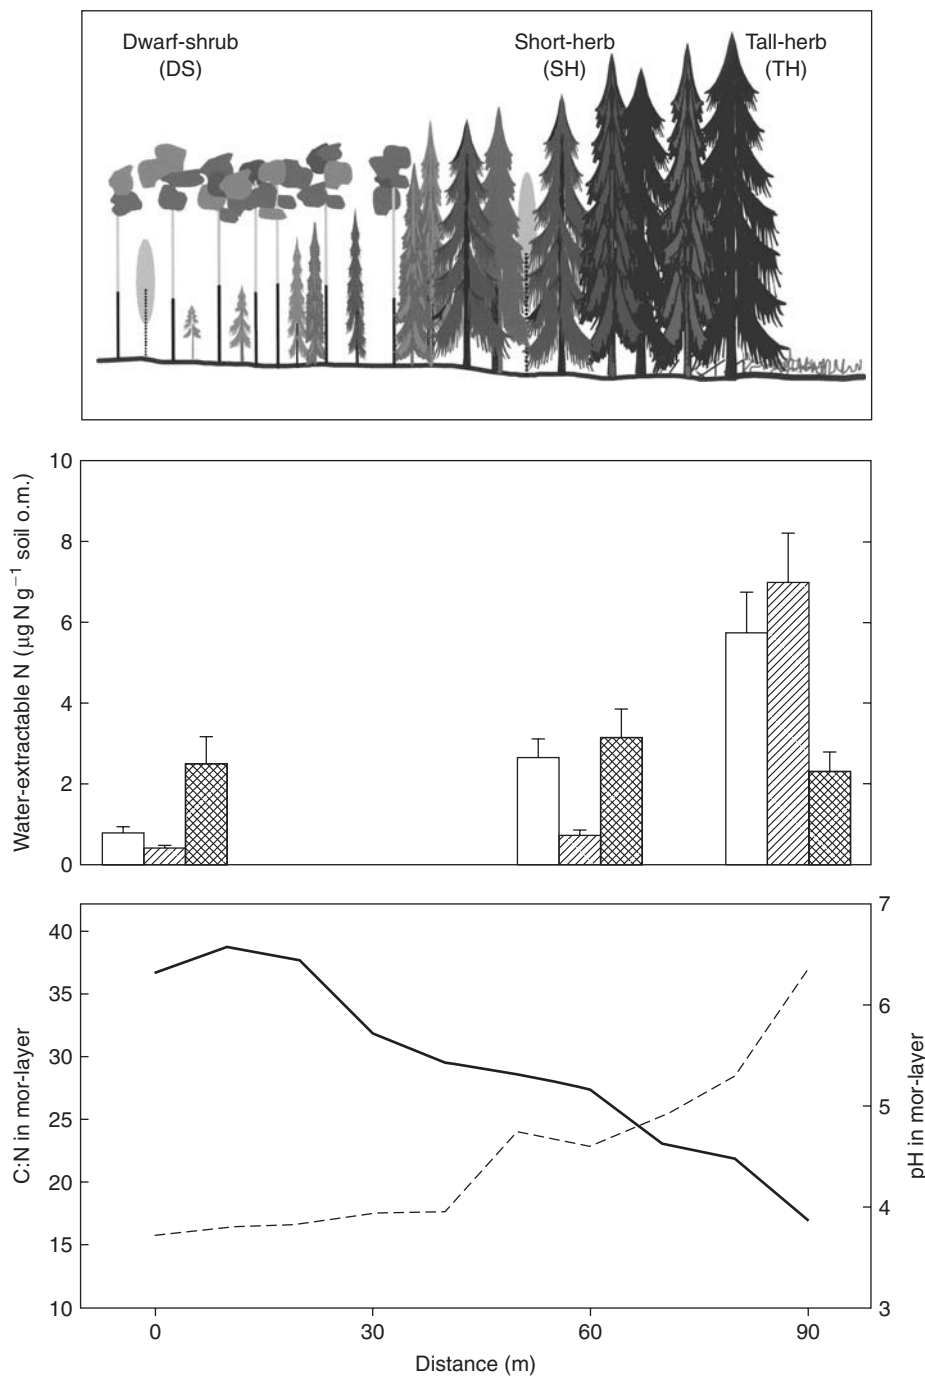 Dwarf-shrub
(DS)
Short-herb
(SH)
Tall-herb
(TH)
Water-extractable N (μg N g⁻¹ soil o.m.)
10
8
6
4
2
0
C:N in mor-layer
40
35
30
25
20
15
10
pH in mor-layer
7
6
5
4
3
0
30
60
90
Distance (m)